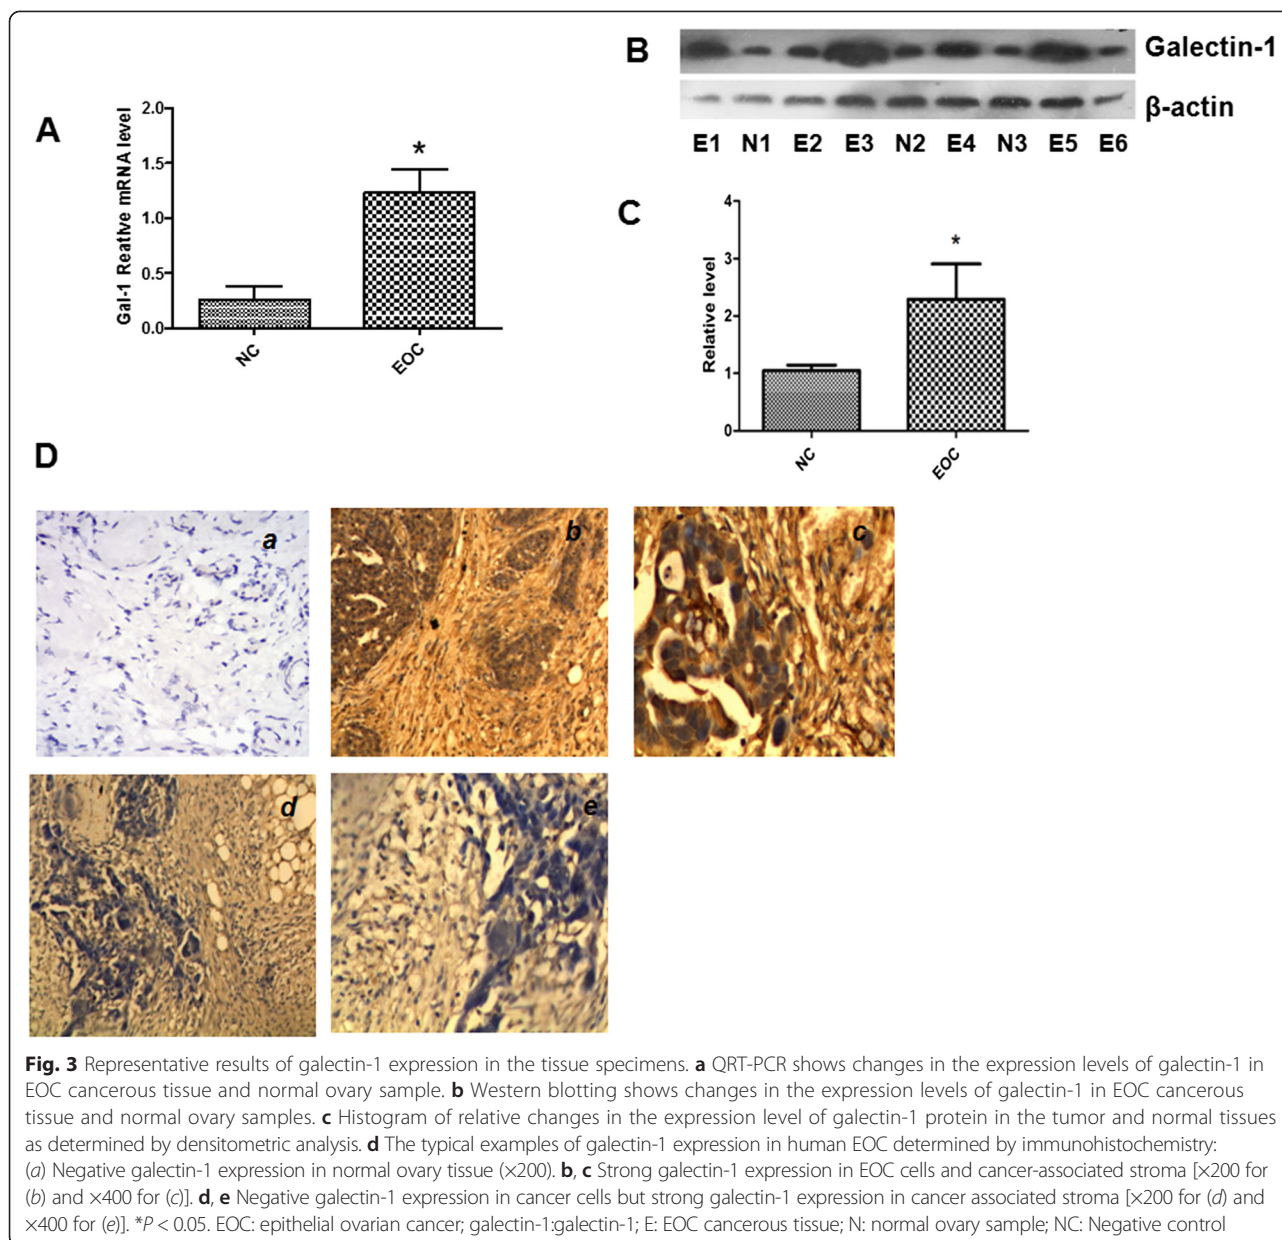 A
Gal-1 Reative mRNA level
2.0
1.5
1.0
0.5
0.0
*
NC
EOC
B
Galectin-1
β-actin
E1 N1 E2 E3 N2 E4 N3 E5 E6
C
Relative level
4
3
2
1
0
*
NC
EOC
D
a
b
c
d
e
Fig. 3 Representative results of galectin-1 expression in the tissue specimens. a QRT-PCR shows changes in the expression levels of galectin-1 in
EOC cancerous tissue and normal ovary sample. b Western blotting shows changes in the expression levels of galectin-1 in EOC cancerous
tissue and normal ovary samples. c Histogram of relative changes in the expression level of galectin-1 protein in the tumor and normal tissues
as determined by densitometric analysis. d The typical examples of galectin-1 expression in human EOC determined by immunohistochemistry:
(a) Negative galectin-1 expression in normal ovary tissue (×200). b, c Strong galectin-1 expression in EOC cells and cancer-associated stroma [×200 for
(b) and ×400 for (c)]. d, e Negative galectin-1 expression in cancer cells but strong galectin-1 expression in cancer associated stroma [×200 for (d) and
×400 for (e)]. *P < 0.05. EOC: epithelial ovarian cancer; galectin-1:galectin-1; E: EOC cancerous tissue; N: normal ovary sample; NC: Negative control